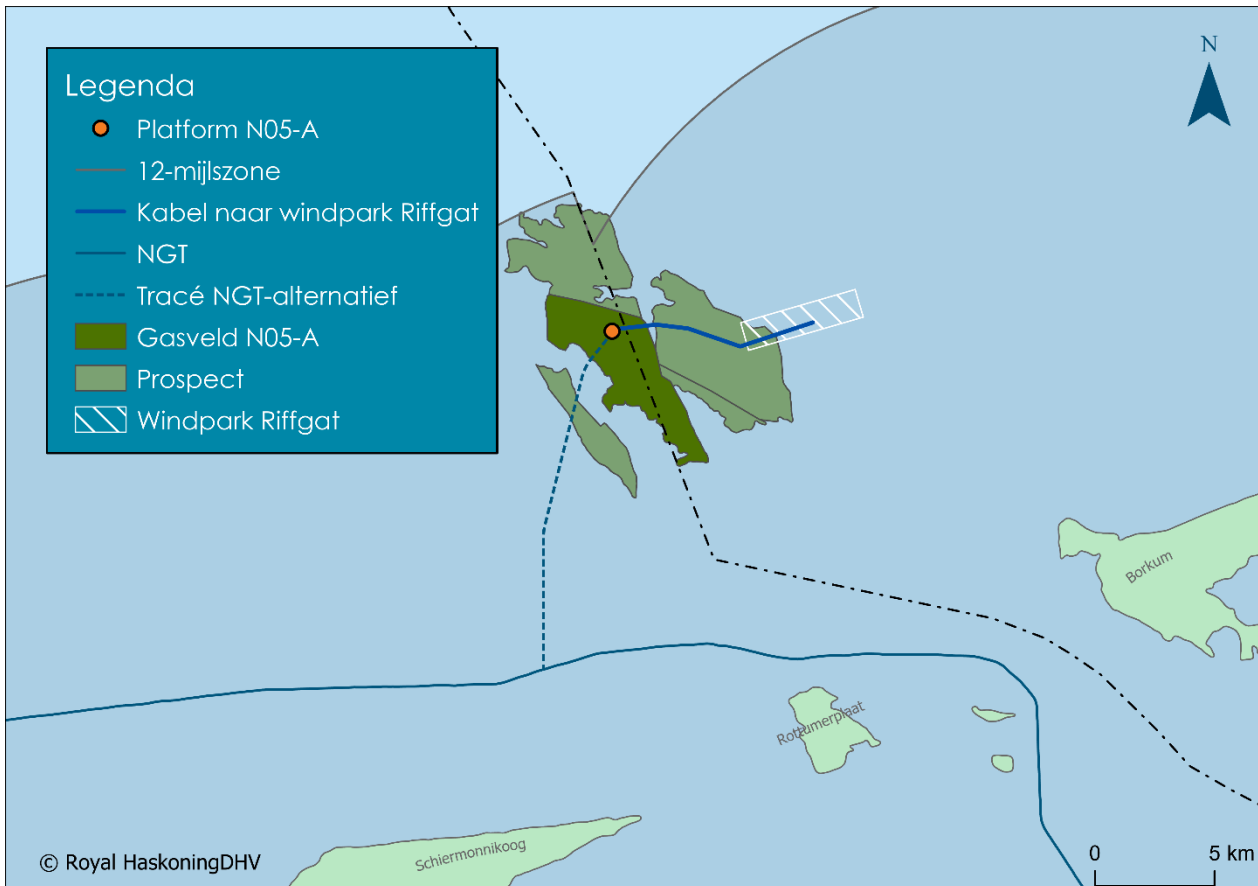 N
Legenda
Platform N05-A
12-mijlszone
Kabel naar windpark Riffgat
NGT
Tracé NGT-alternatief
Gasveld N05-A
Prospect
Windpark Riffgat
Borkum
Rottumerplaat
Schiermonnikoog
© Royal HaskoningDHV
0 5 km